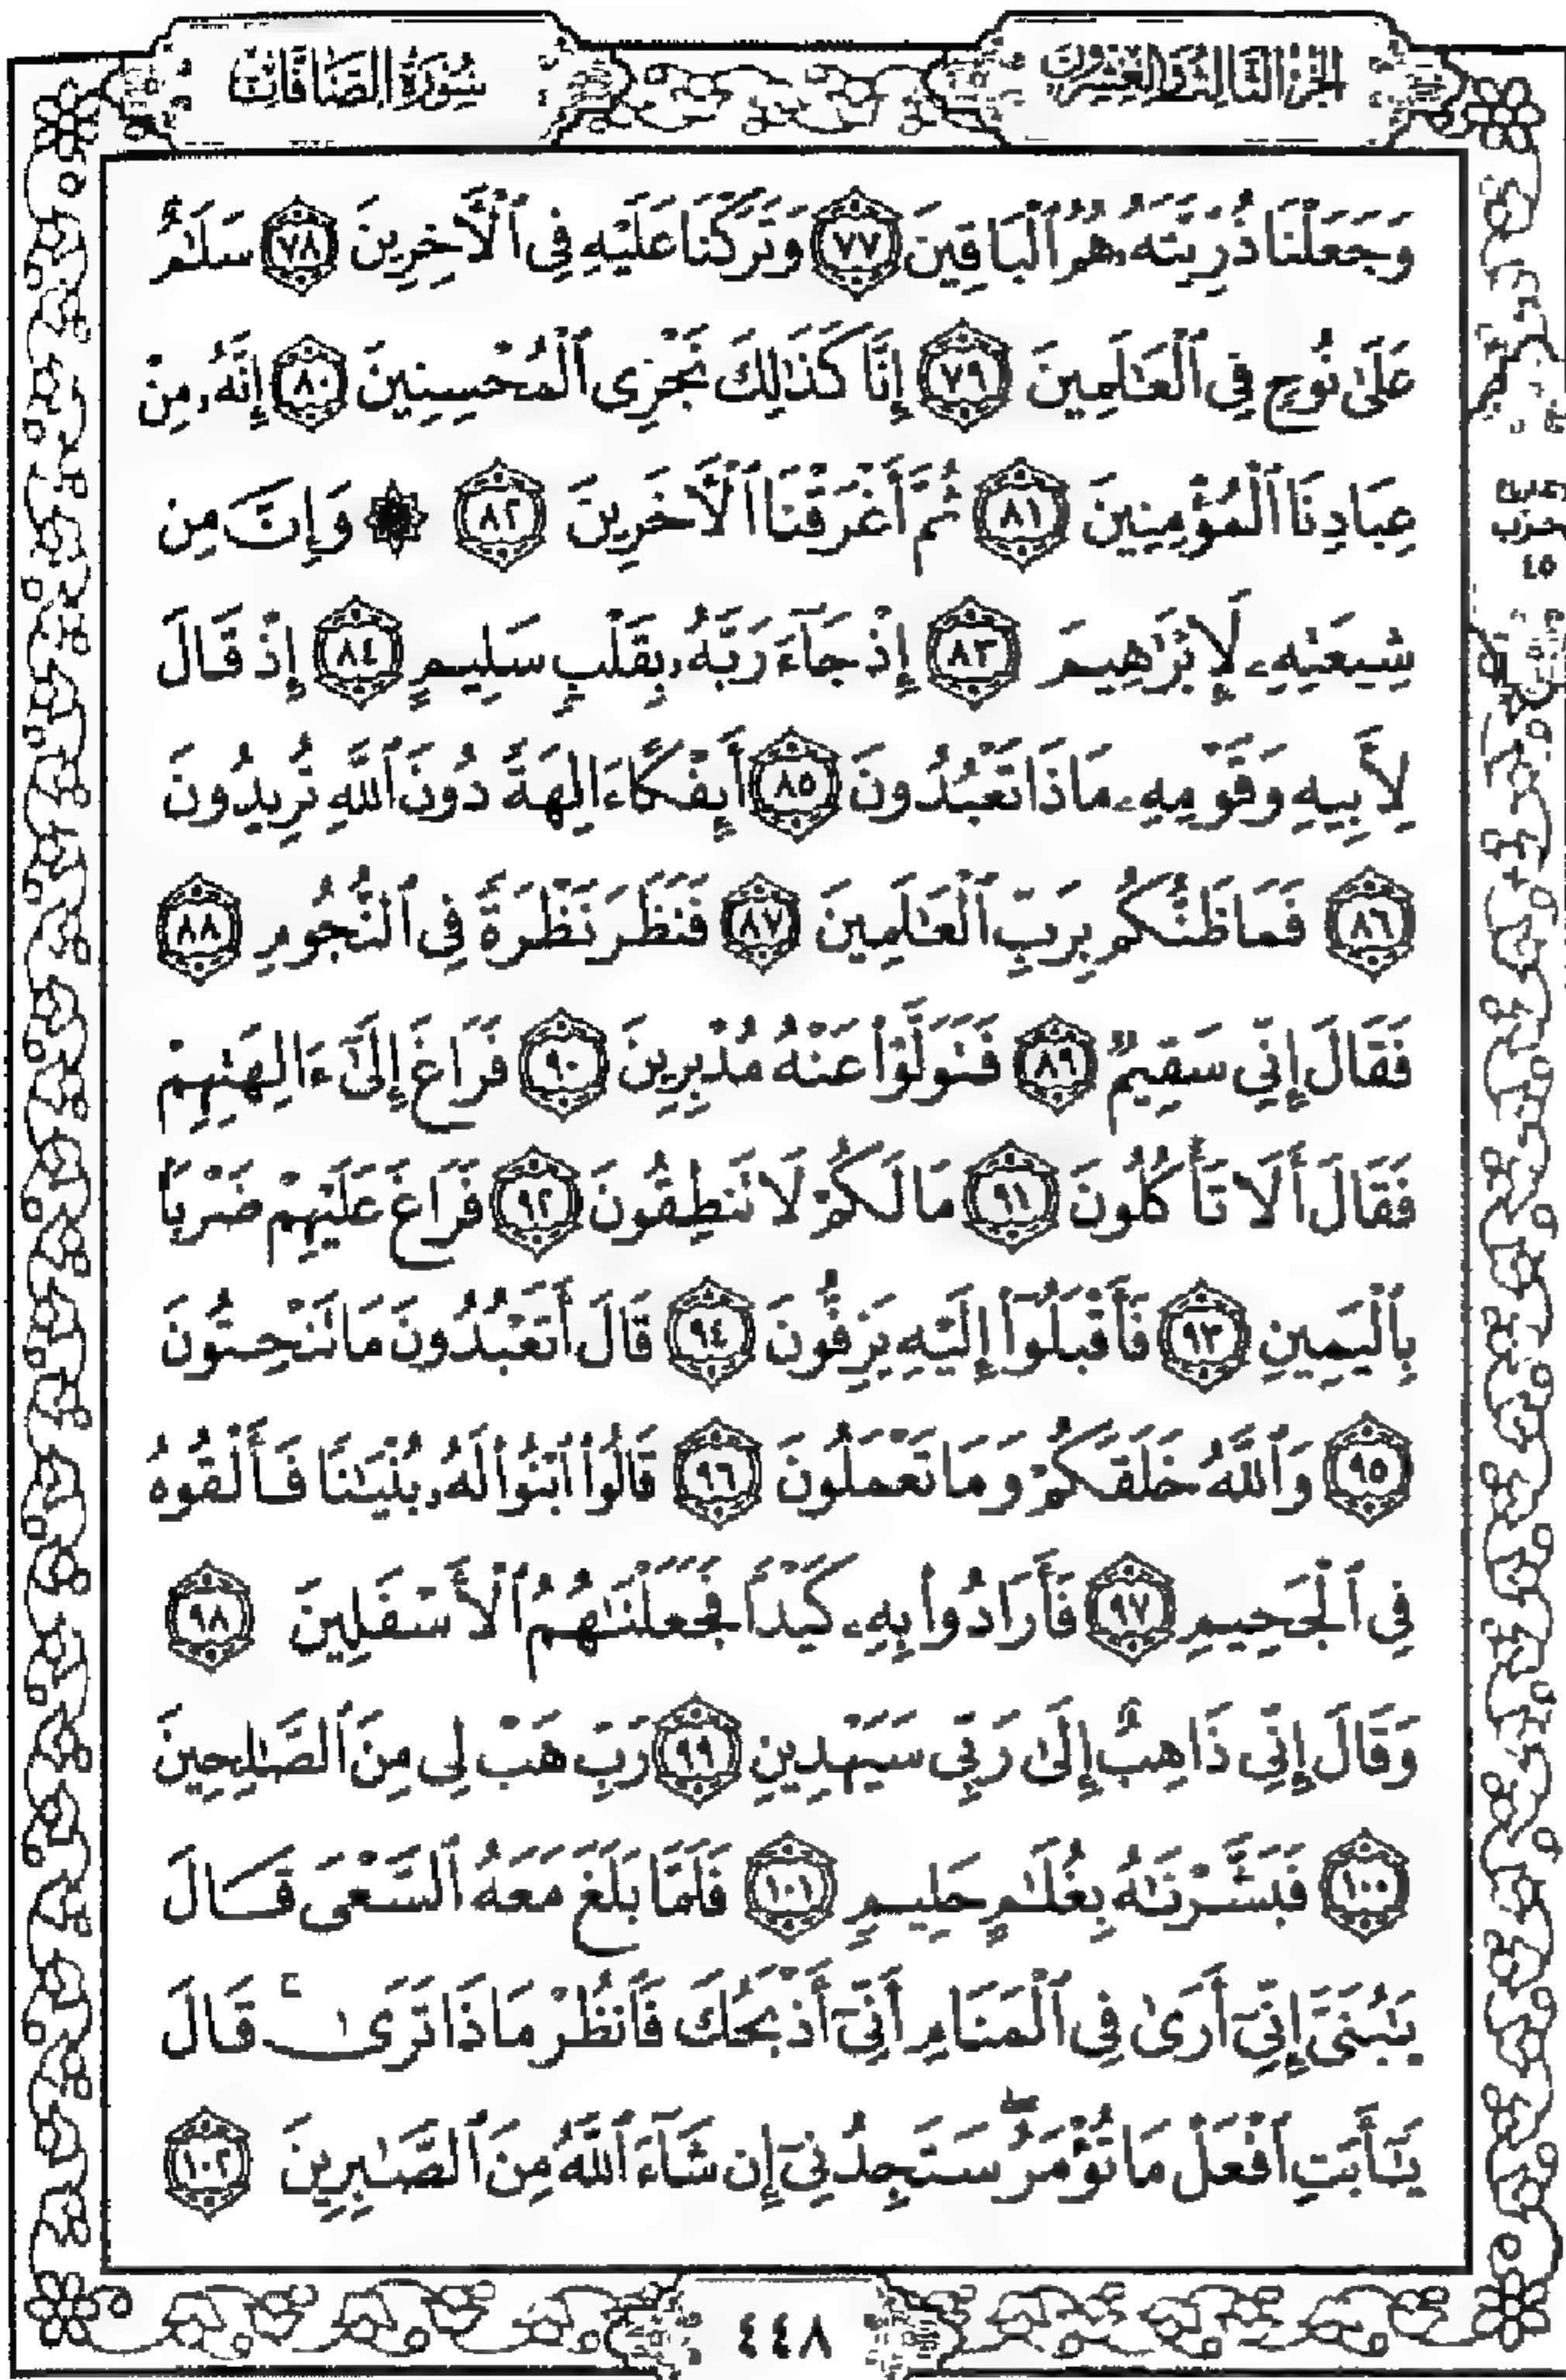 الجزء الثالث والعشرون
سورة الصافات
وَجَعَلْنَا ذُرِّيَّتَهُۥ هُمُ ٱلْبَاقِينَ ٧٧ وَتَرَكْنَا عَلَيْهِ فِى ٱلْأَخِرِينَ ٧٨ سَلَٰمٌ
عَلَىٰ نُوحٍ فِى ٱلْعَٰلَمِينَ ٧٩ إِنَّا كَذَٰلِكَ نَجْزِى ٱلْمُحْسِنِينَ ٨٠ إِنَّهُۥ مِنْ
عِبَادِنَا ٱلْمُؤْمِنِينَ ٨١ ثُمَّ أَغْرَقْنَا ٱلْأَخَرِينَ ٨٢ ۞ وَإِنَّ مِن
شِيعَتِهِۦ لَإِبْرَٰهِيمَ ٨٣ إِذْ جَآءَ رَبَّهُۥ بِقَلْبٍ سَلِيمٍ ٨٤ إِذْ قَالَ
لِأَبِيهِ وَقَوْمِهِۦ مَاذَا تَعْبُدُونَ ٨٥ أَئِفْكًا ءَالِهَةً دُونَ ٱللَّهِ تُرِيدُونَ
٨٦ فَمَا ظَنُّكُم بِرَبِّ ٱلْعَٰلَمِينَ ٨٧ فَنَظَرَ نَظْرَةً فِى ٱلنُّجُومِ ٨٨
فَقَالَ إِنِّى سَقِيمٌ ٨٩ فَتَوَلَّوْا۟ عَنْهُ مُدْبِرِينَ ٩٠ فَرَاغَ إِلَىٰٓ ءَالِهَتِهِمْ
فَقَالَ أَلَا تَأْكُلُونَ ٩١ مَا لَكُمْ لَا تَنطِقُونَ ٩٢ فَرَاغَ عَلَيْهِمْ ضَرْبًۢا
بِٱلْيَمِينِ ٩٣ فَأَقْبَلُوٓا۟ إِلَيْهِ يَزِفُّونَ ٩٤ قَالَ أَتَعْبُدُونَ مَا تَنْحِتُونَ
٩٥ وَٱللَّهُ خَلَقَكُمْ وَمَا تَعْمَلُونَ ٩٦ قَالُوا۟ ٱبْنُوا۟ لَهُۥ بُنْيَٰنًا فَأَلْقُوهُ
فِى ٱلْجَحِيمِ ٩٧ فَأَرَادُوا۟ بِهِۦ كَيْدًا فَجَعَلْنَٰهُمُ ٱلْأَسْفَلِينَ ٩٨
وَقَالَ إِنِّى ذَاهِبٌ إِلَىٰ رَبِّى سَيَهْدِينِ ٩٩ رَبِّ هَبْ لِى مِنَ ٱلصَّٰلِحِينَ
١٠٠ فَبَشَّرْنَٰهُ بِغُلَٰمٍ حَلِيمٍ ١٠١ فَلَمَّا بَلَغَ مَعَهُ ٱلسَّعْىَ قَالَ
يَٰبُنَىَّ إِنِّىٓ أَرَىٰ فِى ٱلْمَنَامِ أَنِّىٓ أَذْبَحُكَ فَٱنظُرْ مَاذَا تَرَىٰ ۚ قَالَ
يَٰٓأَبَتِ ٱفْعَلْ مَا تُؤْمَرُ ۖ سَتَجِدُنِىٓ إِن شَآءَ ٱللَّهُ مِنَ ٱلصَّٰبِرِينَ ١٠٢
حزب
٤٥
٤٤٨